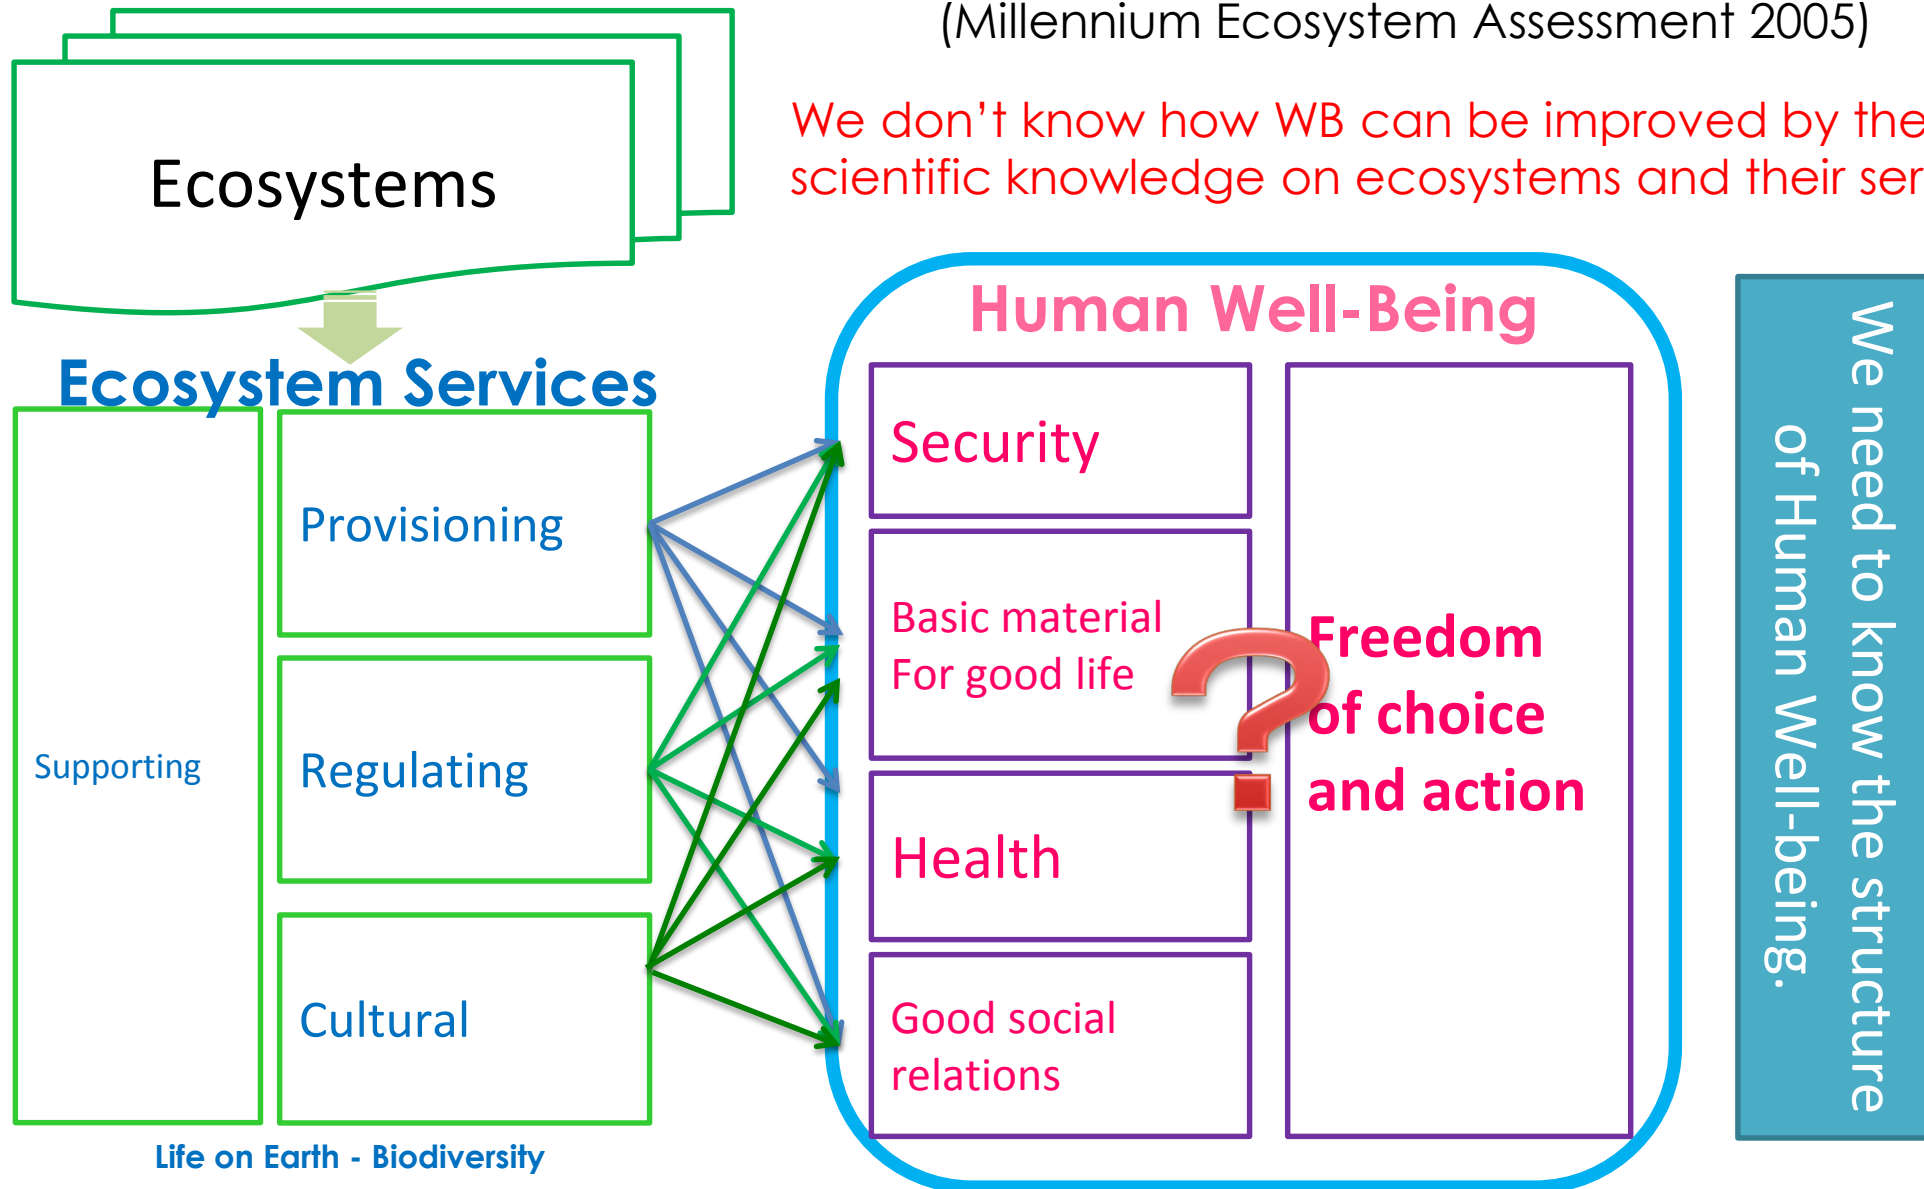 (Millennium Ecosystem Assessment 2005)
We don't know how WB can be improved by the
scientific knowledge on ecosystems and their ser
Ecosystems
Ecosystem Services
Supporting
Provisioning
Regulating
Cultural
Life on Earth - Biodiversity
Human Well-Being
Security
Basic material
For good life
Health
Good social
relations
?
Freedom
of choice
and action
We need to know the structure
of Human Well-being.